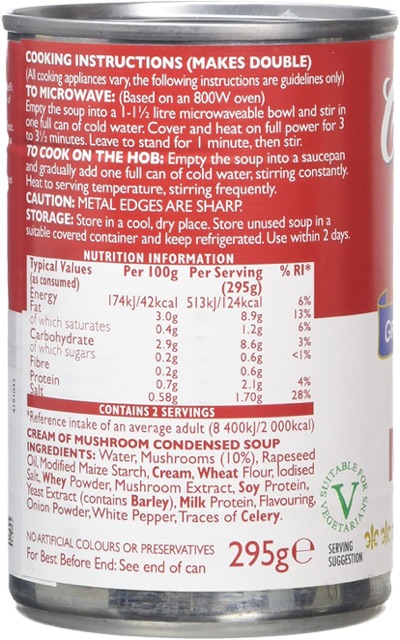 COOKING INSTRUCTIONS (MAKES DOUBLE)
(All cooking appliances vary, the following instructions are guidelines only)
TO MICROWAVE: (Based on an 800W oven)
Empty the soup into a 1-1½ litre microwaveable bowl and stir in
one full can of cold water. Cover and heat on full power for 3
to 3½ minutes. Leave to stand for 1 minute, then stir.
TO COOK ON THE HOB: Empty the soup into a saucepan
and gradually add one full can of cold water, stirring constantly.
Heat to serving temperature, stirring frequently.
CAUTION: METAL EDGES ARE SHARP.
STORAGE: Store in a cool, dry place. Store unused soup in a
suitable covered container and keep refrigerated. Use within 2 days.
NUTRITION INFORMATION
Typical Values Per 100g Per Serving % RI*
(as consumed) (295g)
Energy 174kJ/42kcal 513kJ/124kcal 6%
Fat 3.0g 8.9g 13%
of which saturates 0.4g 1.2g 6%
Carbohydrate 2.9g 8.6g 3%
of which sugars 0.2g 0.6g <1%
Fibre 0.2g 0.6g
Protein 0.7g 2.1g 4%
Salt 0.58g 1.70g 28%
CONTAINS 2 SERVINGS
*Reference intake of an average adult (8 400kJ/2 000kcal)
CREAM OF MUSHROOM CONDENSED SOUP
INGREDIENTS: Water, Mushrooms (10%), Rapeseed
Oil, Modified Maize Starch, Cream, Wheat Flour, Iodised
Salt, Whey Powder, Mushroom Extract, Soy Protein,
Yeast Extract (contains Barley), Milk Protein, Flavouring,
Onion Powder, White Pepper, Traces of Celery.
SUITABLE FOR
V
VEGETARIANS
NO ARTIFICIAL COLOURS OR PRESERVATIVES
For Best Before End: See end of can
295g e
SERVING
SUGGESTION